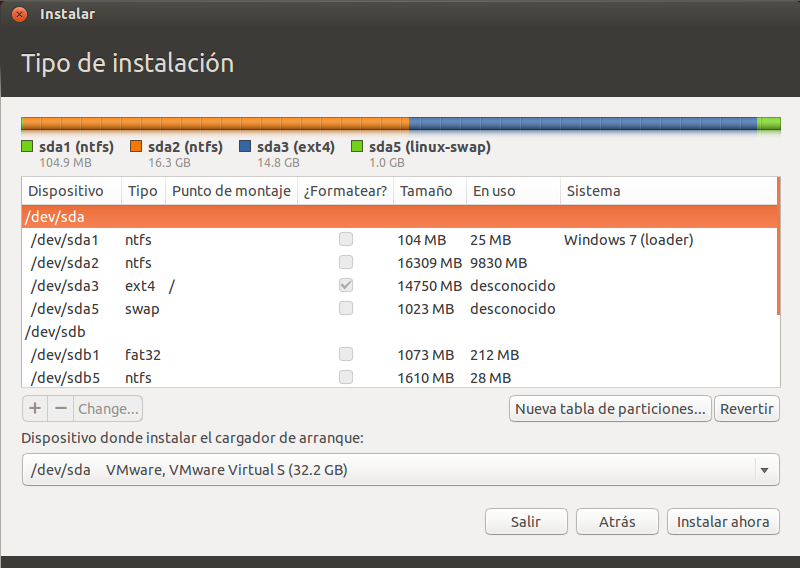 Instalar
Tipo de instalación
sda1 (ntfs) sda2 (ntfs) sda3 (ext4) sda5 (linux-swap)
104.9 MB 16.3 GB 14.8 GB 1.0 GB
Dispositivo Tipo Punto de montaje ¿Formatear? Tamaño En uso Sistema
/dev/sda
/dev/sda1 ntfs 104 MB 25 MB Windows 7 (loader)
/dev/sda2 ntfs 16309 MB 9830 MB
/dev/sda3 ext4 / 14750 MB desconocido
/dev/sda5 swap 1023 MB desconocido
/dev/sdb
/dev/sdb1 fat32 1073 MB 212 MB
/dev/sdb5 ntfs 1610 MB 28 MB
+ − Change... Nueva tabla de particiones... Revertir
Dispositivo donde instalar el cargador de arranque:
/dev/sda VMware, VMware Virtual S (32.2 GB)
Salir Atrás Instalar ahora